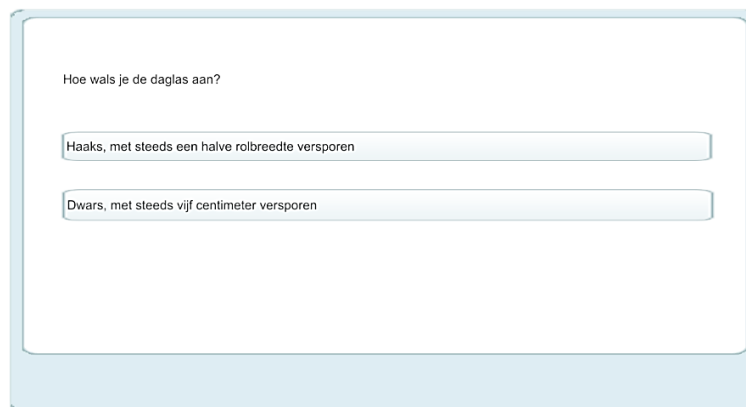 Hoe wals je de daglas aan?
Haaks, met steeds een halve rolbreedte versporen
Dwars, met steeds vijf centimeter versporen